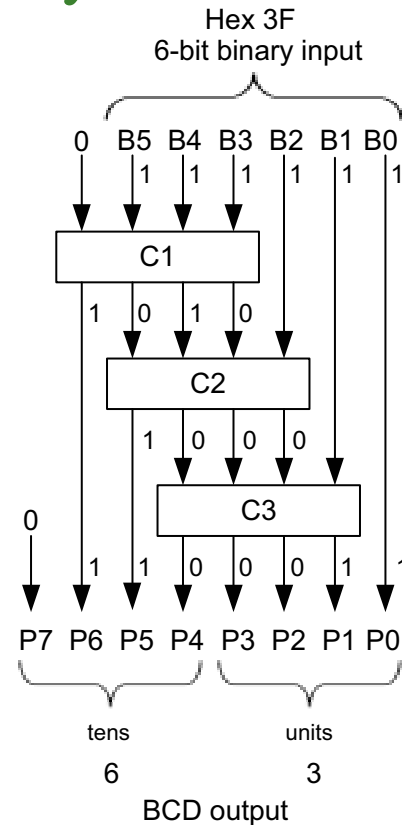 Hex 3F
6-bit binary input
0 B5 B4 B3 B2 B1 B0
1 1 1 1 1 1
C1
1 0 1 0
C2
1 0 0 0
C3
0
1 1 0 0 0 1 1
P7 P6 P5 P4 P3 P2 P1 P0
tens units
6 3
BCD output